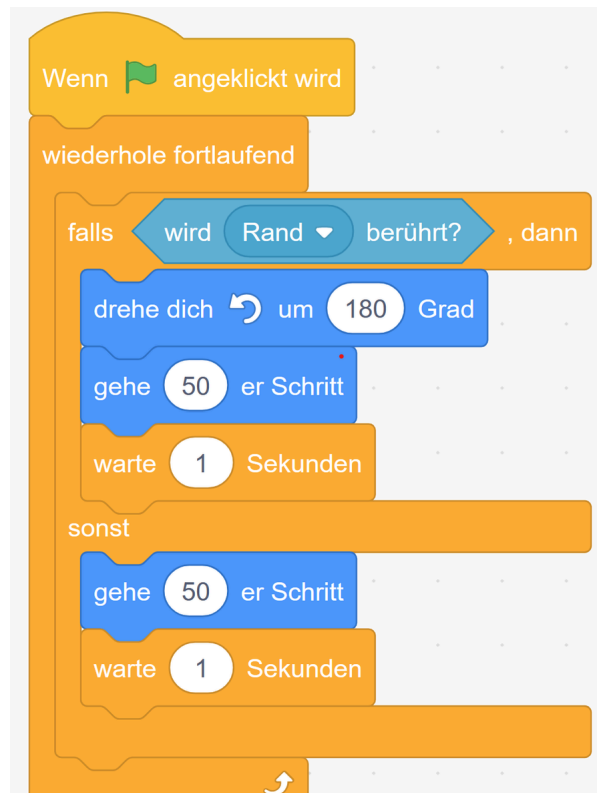 Wenn angeklickt wird
wiederhole fortlaufend
falls wird Rand berührt? , dann
drehe dich um 180 Grad
gehe 50 er Schritt
warte 1 Sekunden
sonst
gehe 50 er Schritt
warte 1 Sekunden